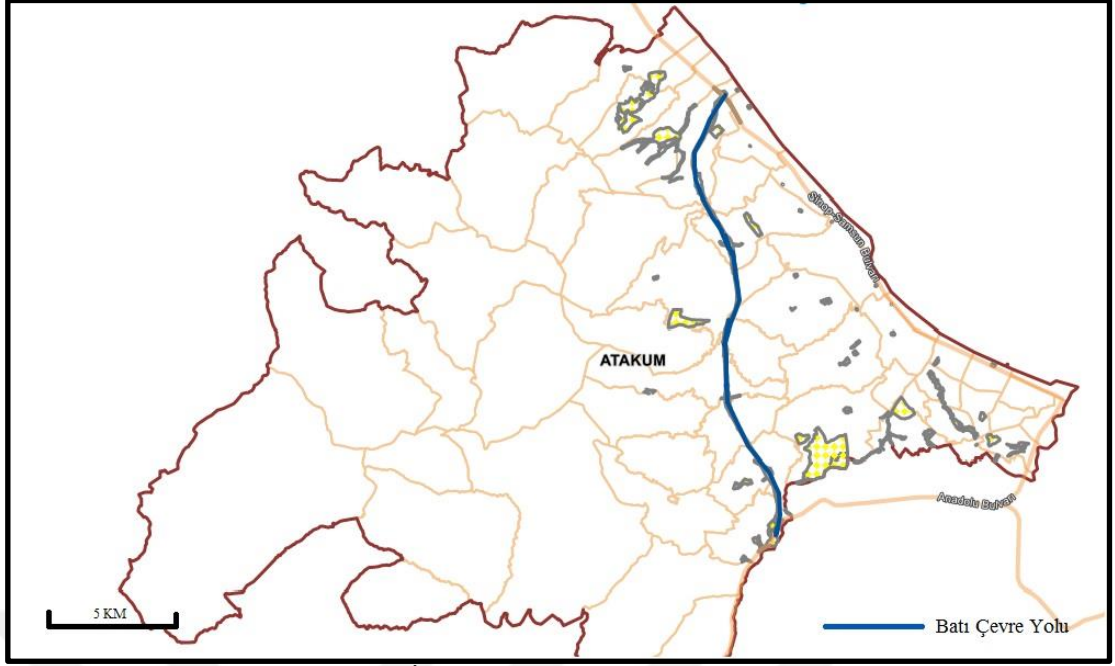 Sinop-Samsun Bulvarı
ATAKUM
Anadolu Bulvarı
5 KM
Batı Çevre Yolu